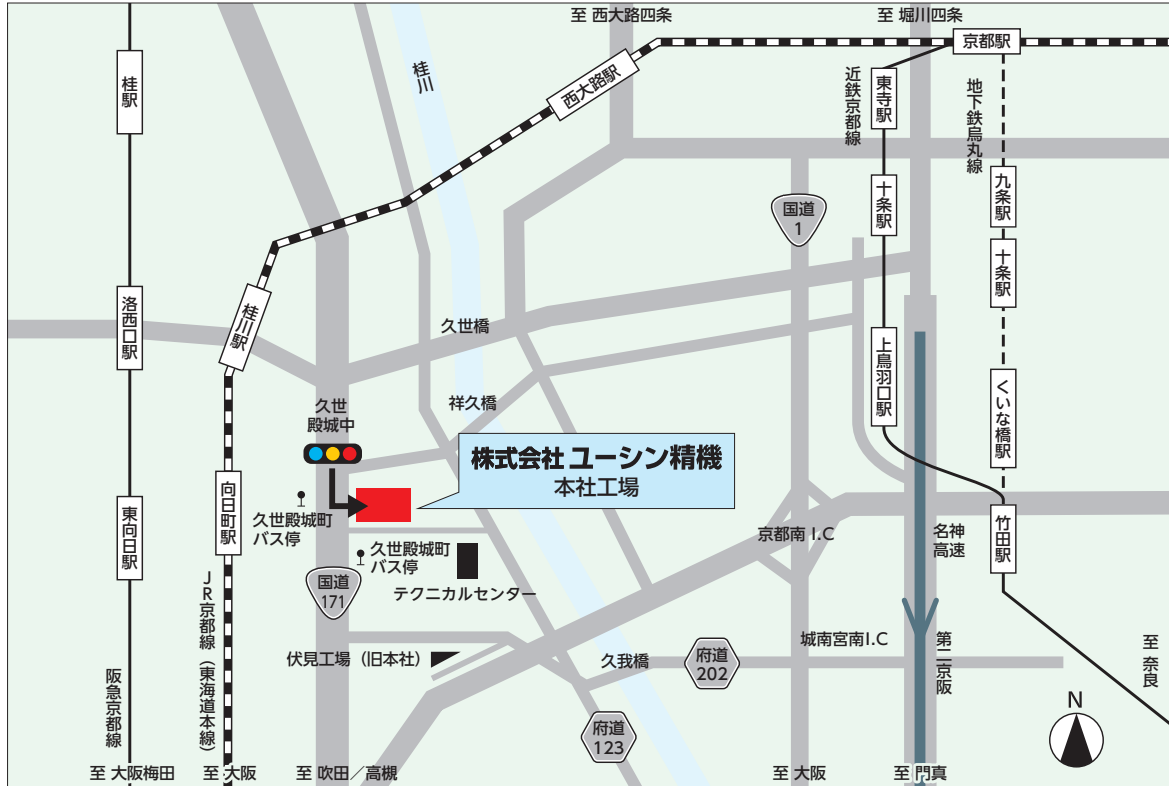 至 西大路四条
至 堀川四条
京都駅
桂駅
桂川
西大路駅
近鉄京都線
東寺駅
地下鉄烏丸線
九条駅
十条駅
国道
1
十条駅
洛西口駅
桂川駅
久世橋
上鳥羽口駅
くいな橋駅
久世
殿城中
祥久橋
株式会社 ユーシン精機
本社工場
向日町駅
東向日駅
久世殿城町
バス停
久世殿城町
バス停
テクニカルセンター
京都南 I.C
名神
高速
竹田駅
国道
171
JR京都線(東海道本線)
伏見工場(旧本社)
久我橋
府道
202
城南宮南I.C
第二京阪
至 奈良
阪急京都線
府道
123
N
至 大阪梅田
至 大阪
至 吹田/高槻
至 大阪
至 門真